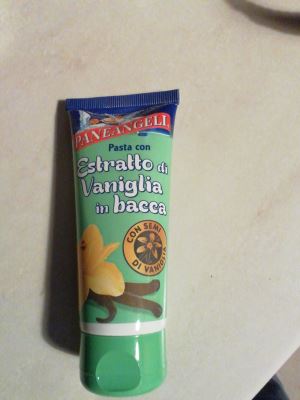 PANEANGELI
Pasta con
Estratto di
Vaniglia
in bacca
CON SEMI
DI VANIGLIA